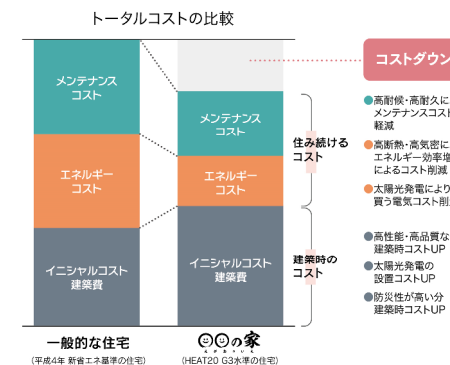 トータルコストの比較
メンテナンス
コスト
エネルギー
コスト
イニシャルコスト
建築費
メンテナンス
コスト
エネルギー
コスト
イニシャルコスト
建築費
住み続ける
コスト
建築時の
コスト
コストダウン
●高耐候・高耐久に
メンテナンスコスト
軽減
●高断熱・高気密に
エネルギー効率
によるコスト削減
●太陽光発電により
買う電気コスト削
●高性能・高品質な
建築時コストUP
●太陽光発電の
設置コストUP
●防災性が高い分
建築時コストUP
一般的な住宅
(平成4年 新省エネ基準の住宅)
の家
(HEAT20 G3水準の住宅)